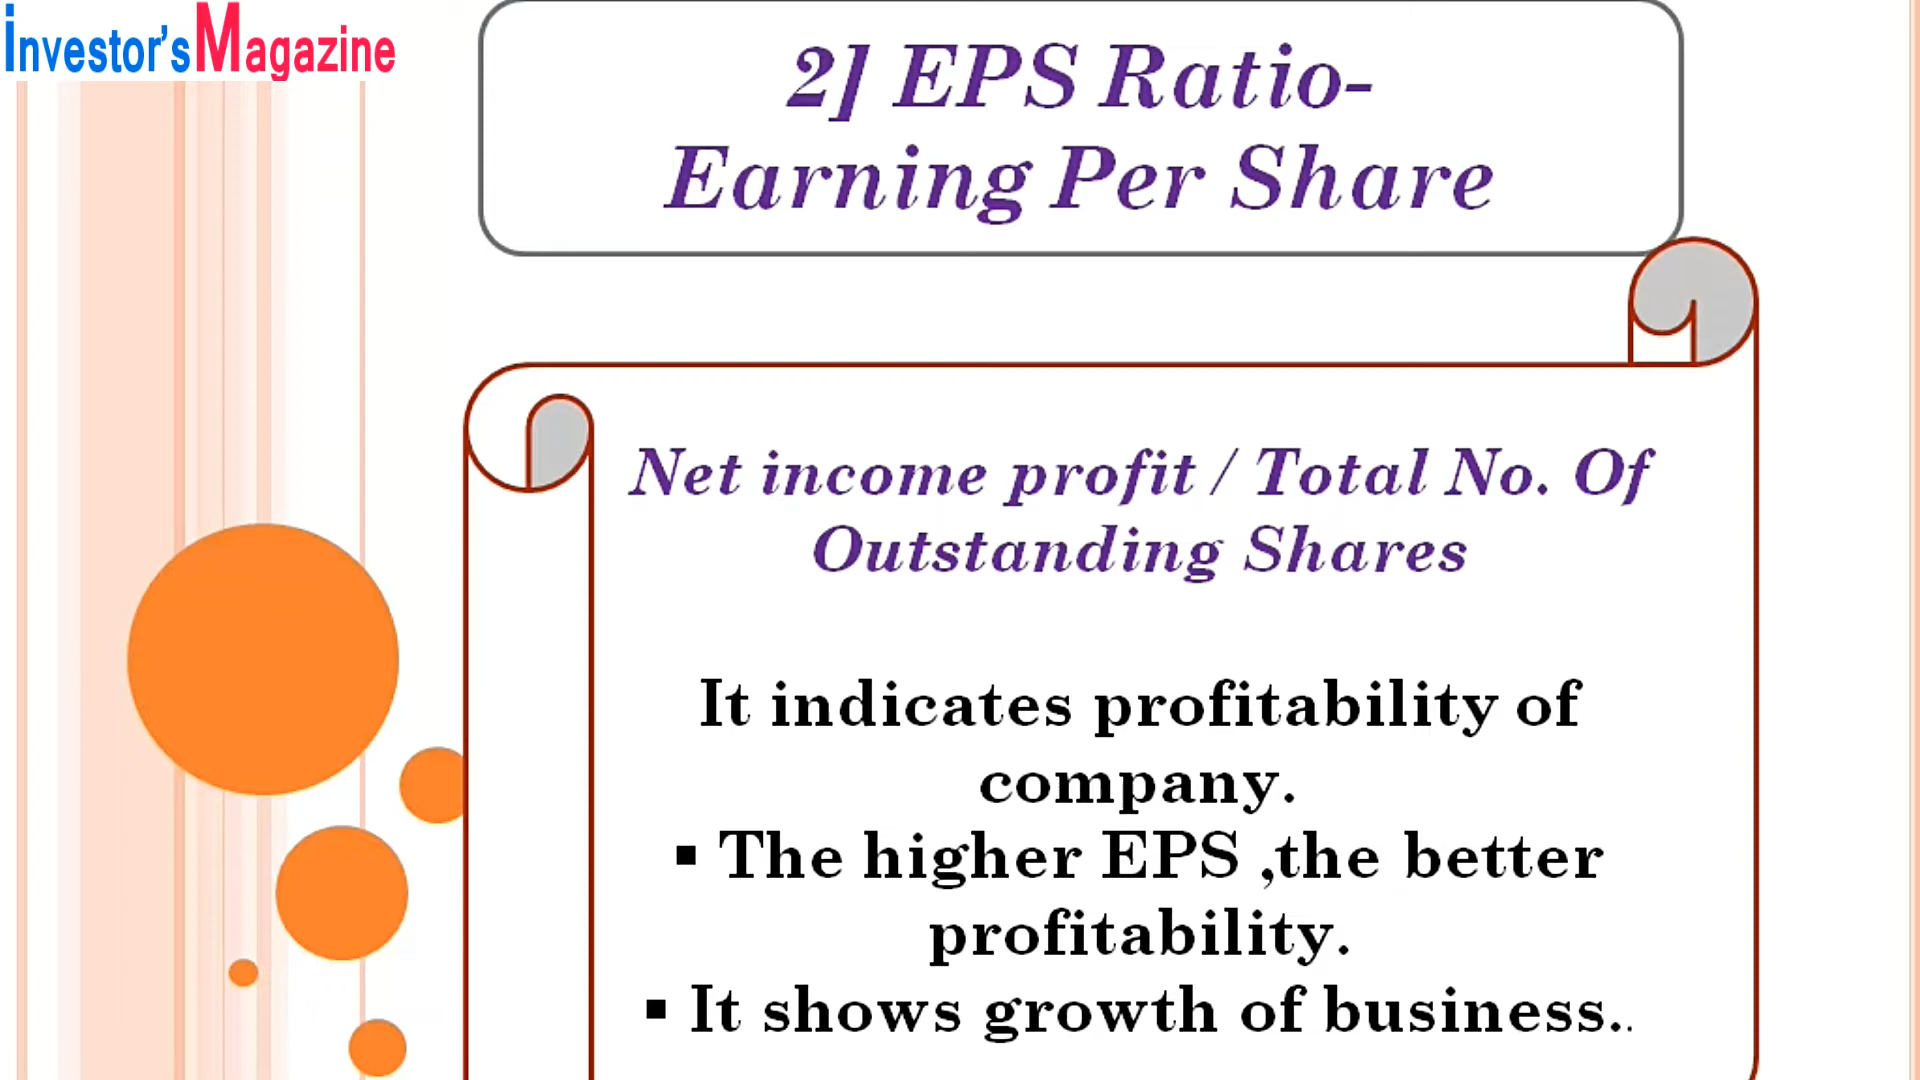 investor's Magazine
2] EPS Ratio-
Earning Per Share
Net income profit / Total No. Of
Outstanding Shares
It indicates profitability of
company.
▪ The higher EPS ,the better
profitability.
▪ It shows growth of business..